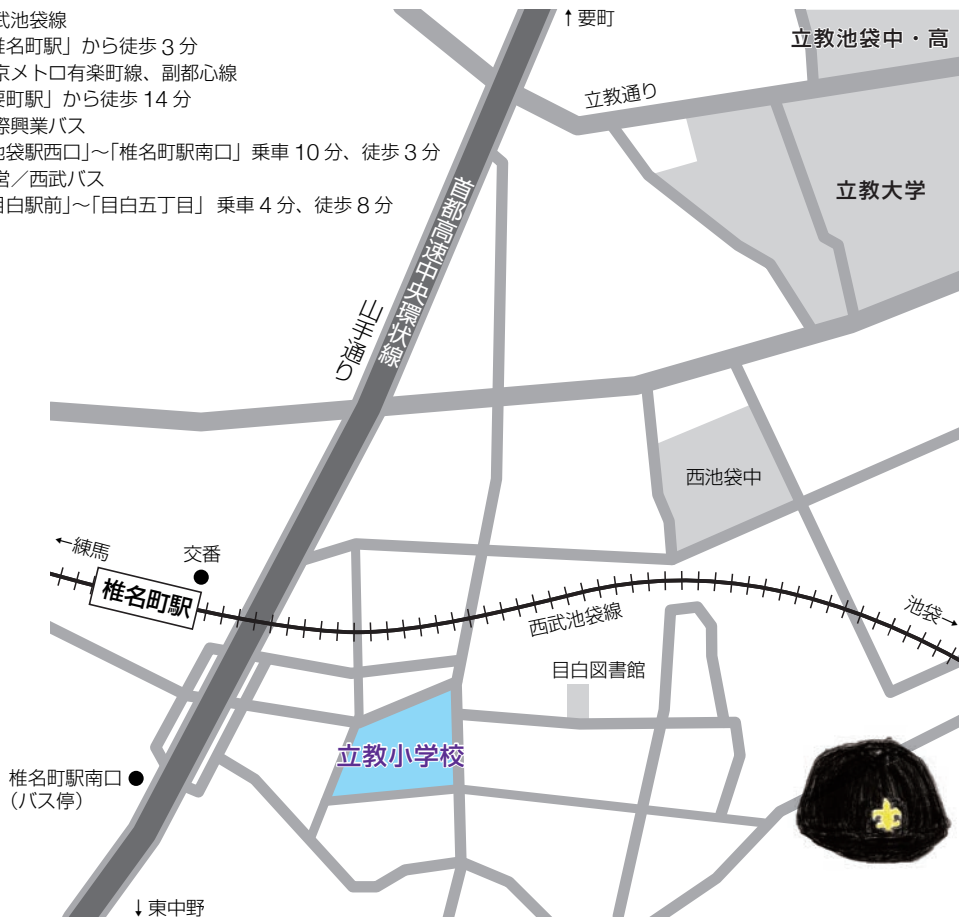 武池袋線
椎名町駅」から徒歩 3 分
京メトロ有楽町線、副都心線
要町駅」から徒歩 14 分
際興業バス
池袋駅西口」～「椎名町駅南口」 乗車 10 分、徒歩 3 分
営／西武バス
目白駅前」～「目白五丁目」 乗車 4 分、徒歩 8 分
↑要町
立教池袋中・高
立教通り
立教大学
首都高速中央環状線
山手通り
西池袋中
←練馬
交番
椎名町駅
西武池袋線
池袋→
目白図書館
立教小学校
椎名町駅南口
（バス停）
↓東中野